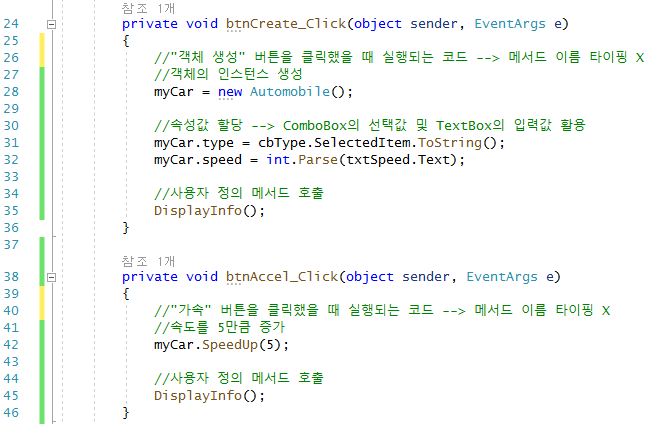 참조 1개
24 private void btnCreate_Click(object sender, EventArgs e)
25 {
26 //"객체 생성" 버튼을 클릭했을 때 실행되는 코드 --> 메서드 이름 타이핑 X
27 //객체의 인스턴스 생성
28 myCar = new Automobile();
29
30 //속성값 할당 --> ComboBox의 선택값 및 TextBox의 입력값 활용
31 myCar.type = cbType.SelectedItem.ToString();
32 myCar.speed = int.Parse(txtSpeed.Text);
33
34 //사용자 정의 메서드 호출
35 DisplayInfo();
36 }
37
참조 1개
38 private void btnAccel_Click(object sender, EventArgs e)
39 {
40 //"가속" 버튼을 클릭했을 때 실행되는 코드 --> 메서드 이름 타이핑 X
41 //속도를 5만큼 증가
42 myCar.SpeedUp(5);
43
44 //사용자 정의 메서드 호출
45 DisplayInfo();
46 }